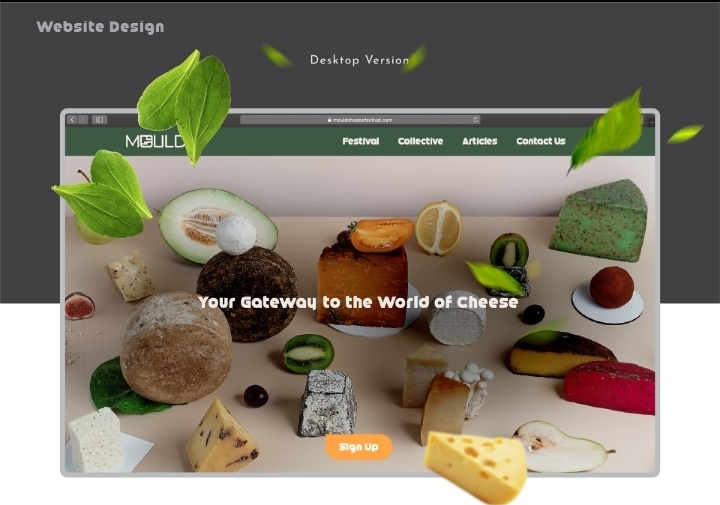 Website Design
Desktop Version
mouldcheesefestival.com
Festival Collective Articles Contact Us
Your Gateway to the World of Cheese
Sign Up